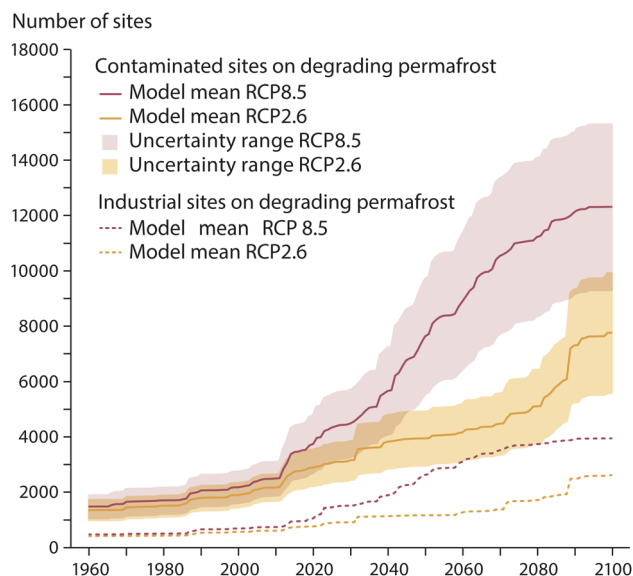 Number of sites
18000
16000
14000
12000
10000
8000
6000
4000
2000
0
Contaminated sites on degrading permafrost
Model mean RCP8.5
Model mean RCP2.6
Uncertainty range RCP8.5
Uncertainty range RCP2.6
Industrial sites on degrading permafrost
Model mean RCP 8.5
Model mean RCP2.6
1960 1980 2000 2020 2040 2060 2080 2100